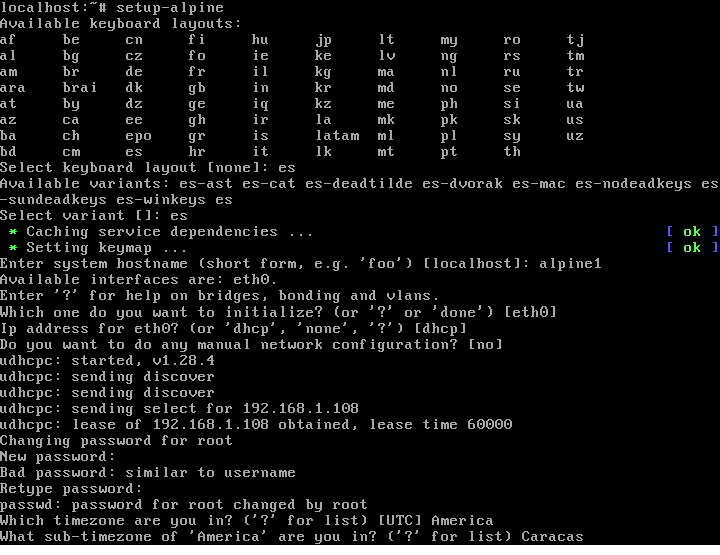 localhost:~# setup-alpine
Available keyboard layouts:
af be cn fi hu jp lt my ro tj
al bg cz fo ie ke lv ng rs tm
am br de fr il kg ma nl ru tr
ara brai dk gb in kr md no se tw
at by dz ge iq kz me ph si ua
az ca ee gh ir la mk pk sk us
ba ch epo gr is latam ml pl sy uz
bd cm es hr it lk mt pt th
Select keyboard layout [none]: es
Available variants: es-ast es-cat es-deadtilde es-dvorak es-mac es-nodeadkeys es
-sundeadkeys es-winkeys es
Select variant []: es
* Caching service dependencies ... [ ok ]
* Setting keymap ... [ ok ]
Enter system hostname (short form, e.g. 'foo') [localhost]: alpine1
Available interfaces are: eth0.
Enter '?' for help on bridges, bonding and vlans.
Which one do you want to initialize? (or '?' or 'done') [eth0]
Ip address for eth0? (or 'dhcp', 'none', '?') [dhcp]
Do you want to do any manual network configuration? [no]
udhcpc: started, v1.28.4
udhcpc: sending discover
udhcpc: sending discover
udhcpc: sending select for 192.168.1.108
udhcpc: lease of 192.168.1.108 obtained, lease time 60000
Changing password for root
New password:
Bad password: similar to username
Retype password:
passwd: password for root changed by root
Which timezone are you in? ('?' for list) [UTC] America
What sub-timezone of 'America' are you in? ('?' for list) Caracas